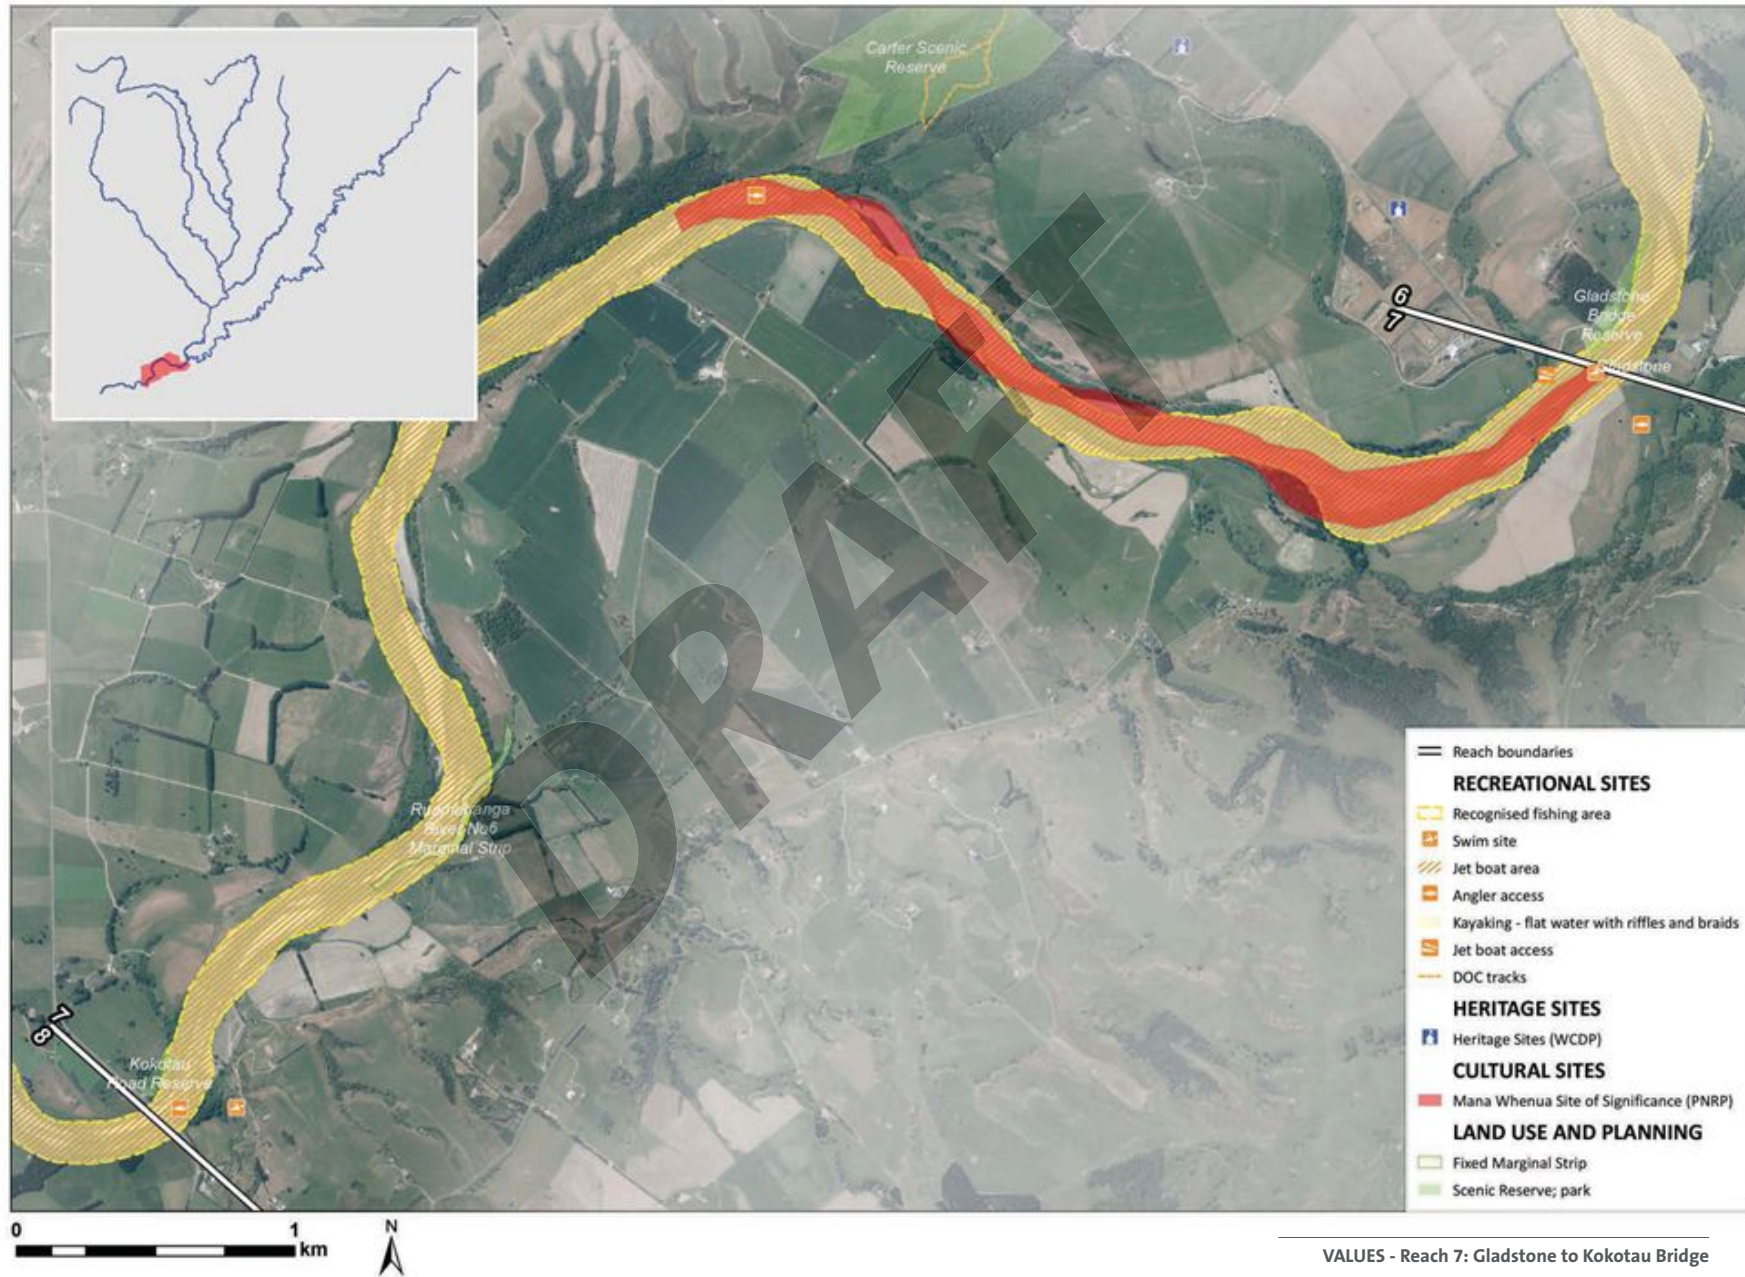 Carter Scenic
Reserve
6
7
Gladstone
Bridge
Reserve
Gladstone
DRAFT
Ruamahanga
River No6
Marginal Strip
7
8
Kokotau
Road Reserve
Reach boundaries
RECREATIONAL SITES
Recognised fishing area
Swim site
Jet boat area
Angler access
Kayaking - flat water with riffles and braids
Jet boat access
DOC tracks
HERITAGE SITES
Heritage Sites (WCDP)
CULTURAL SITES
Mana Whenua Site of Significance (PNRP)
LAND USE AND PLANNING
Fixed Marginal Strip
Scenic Reserve; park
0 1
km
N
VALUES - Reach 7: Gladstone to Kokotau Bridge